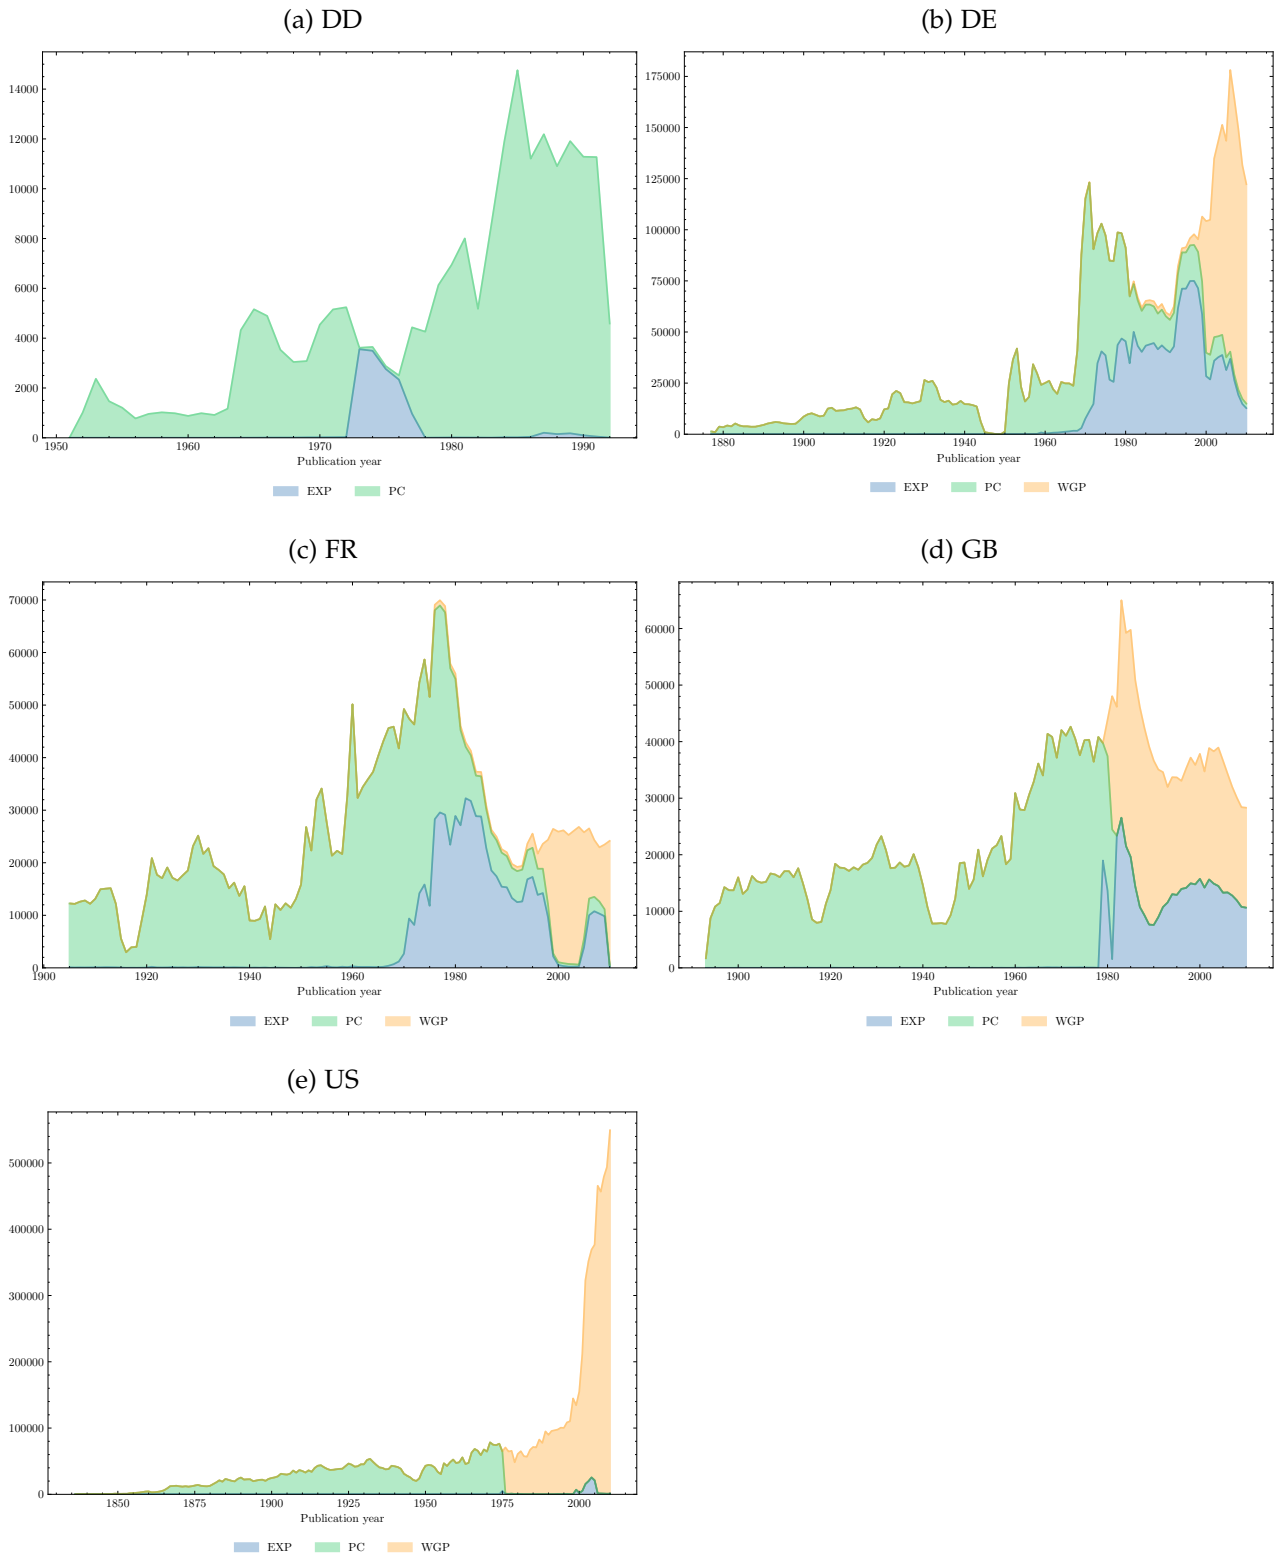 (a) DD
14000
12000
10000
8000
6000
4000
2000
0
1950 1960 1970 1980 1990
Publication year
EXP PC
(b) DE
175000
150000
125000
100000
75000
50000
25000
0
1880 1900 1920 1940 1960 1980 2000
Publication year
EXP PC WGP
(c) FR
70000
60000
50000
40000
30000
20000
10000
0
1900 1920 1940 1960 1980 2000
Publication year
EXP PC WGP
(d) GB
60000
50000
40000
30000
20000
10000
0
1900 1920 1940 1960 1980 2000
Publication year
EXP PC WGP
(e) US
500000
400000
300000
200000
100000
0
1850 1875 1900 1925 1950 1975 2000
Publication year
EXP PC WGP